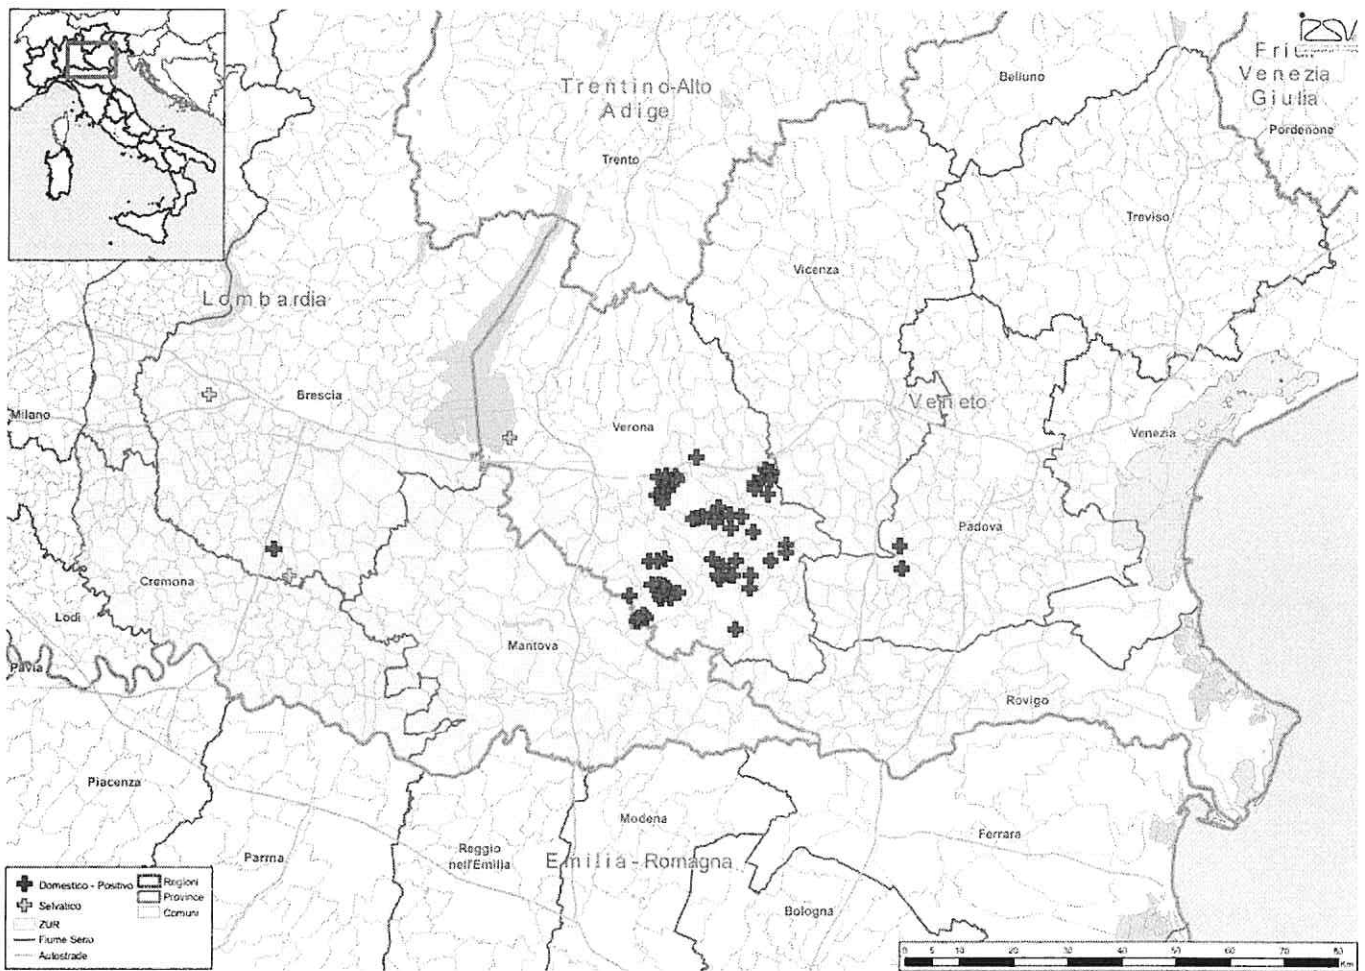 IZSV
Friu
Venezia
Giulia
Pordenone
Belluno
Trentino-Alto
Adige
Trento
Treviso
Vicenza
Lombardia
Brescia
Verona
Veneto
Venezia
Milano
Padova
Cremona
Lodi
Mantova
Pavia
Rovigo
Piacenza
Modena
Ferrara
Parma
Reggio
nell'Emilia
Emilia-Romagna
Bologna
Domestico - Positivo
Selvatico
ZUR
Fiume Serio
Autostrade
Regioni
Province
Comuni
0 5 10 20 30 40 50 60 70 80
Km